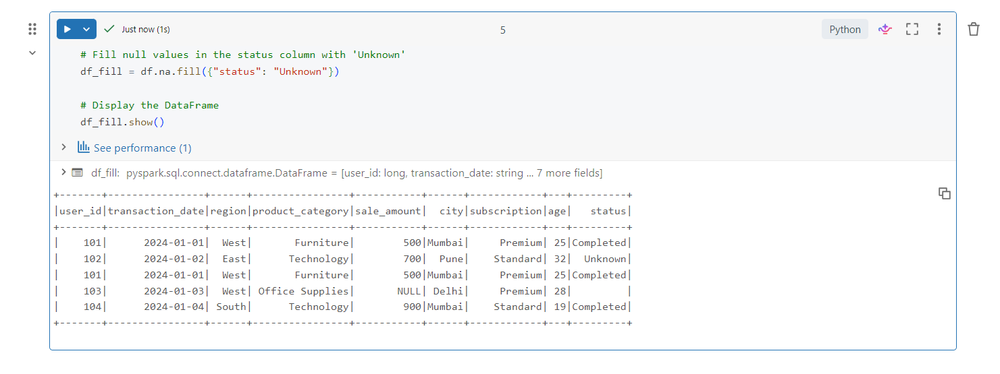 Just now (1s)
5
Python
# Fill null values in the status column with 'Unknown'
df_fill = df.na.fill({"status": "Unknown"})
# Display the DataFrame
df_fill.show()
See performance (1)
df_fill: pyspark.sql.connect.dataframe.DataFrame = [user_id: long, transaction_date: string ... 7 more fields]
+-------+----------------+------+----------------+-----------+------+------------+---+---------+
|user_id|transaction_date|region|product_category|sale_amount|  city|subscription|age|   status|
+-------+----------------+------+----------------+-----------+------+------------+---+---------+
|    101|      2024-01-01|  West|       Furniture|        500|Mumbai|     Premium| 25|Completed|
|    102|      2024-01-02|  East|      Technology|        700|  Pune|    Standard| 32|  Unknown|
|    101|      2024-01-01|  West|       Furniture|        500|Mumbai|     Premium| 25|Completed|
|    103|      2024-01-03|  West| Office Supplies|       NULL| Delhi|     Premium| 28|         |
|    104|      2024-01-04| South|      Technology|        900|Mumbai|    Standard| 19|Completed|
+-------+----------------+------+----------------+-----------+------+------------+---+---------+